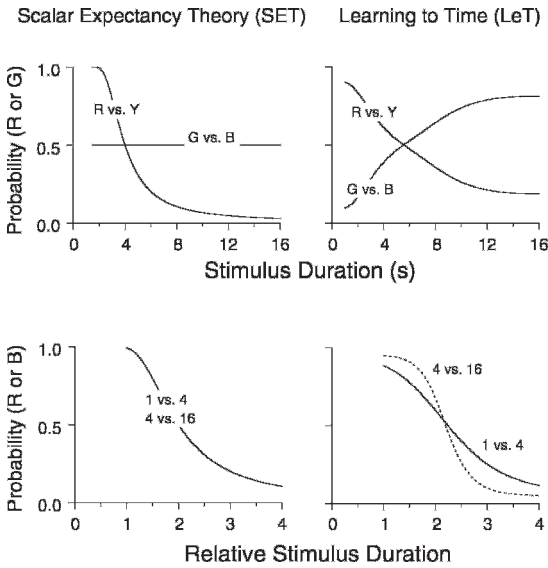 Scalar Expectancy Theory (SET)
Learning to Time (LeT)
Probability (R or G)
1.0
0.5
0.0
R vs. Y
G vs. B
0 4 8 12 16
R vs. Y
G vs. B
0 4 8 12 16
Stimulus Duration (s)
Probability (R or B)
1.0
0.5
0.0
1 vs. 4
4 vs. 16
0 1 2 3 4
4 vs. 16
1 vs. 4
0 1 2 3 4
Relative Stimulus Duration